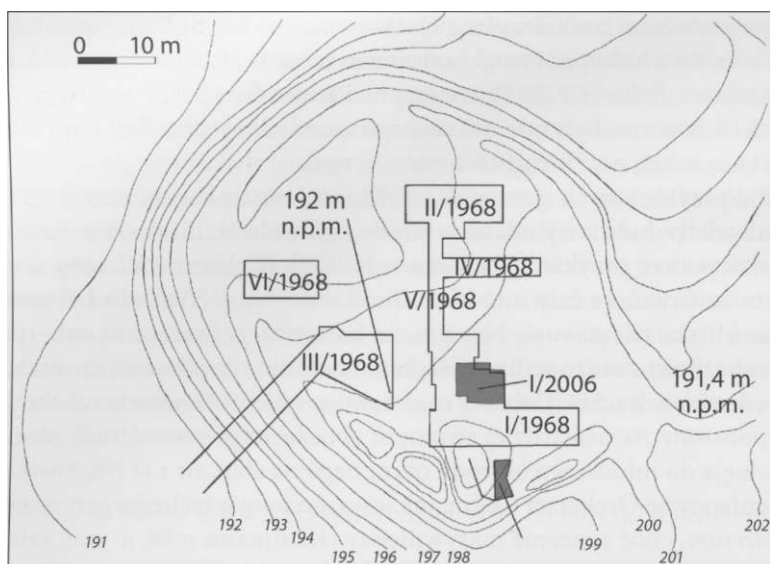 0 10 m
192 m
n.p.m.
II/1968
IV/1968
VI/1968
V/1968
III/1968
I/2006
191,4 m
n.p.m.
I/1968
191
192
193
194
195
196
197
198
199
200
201
202